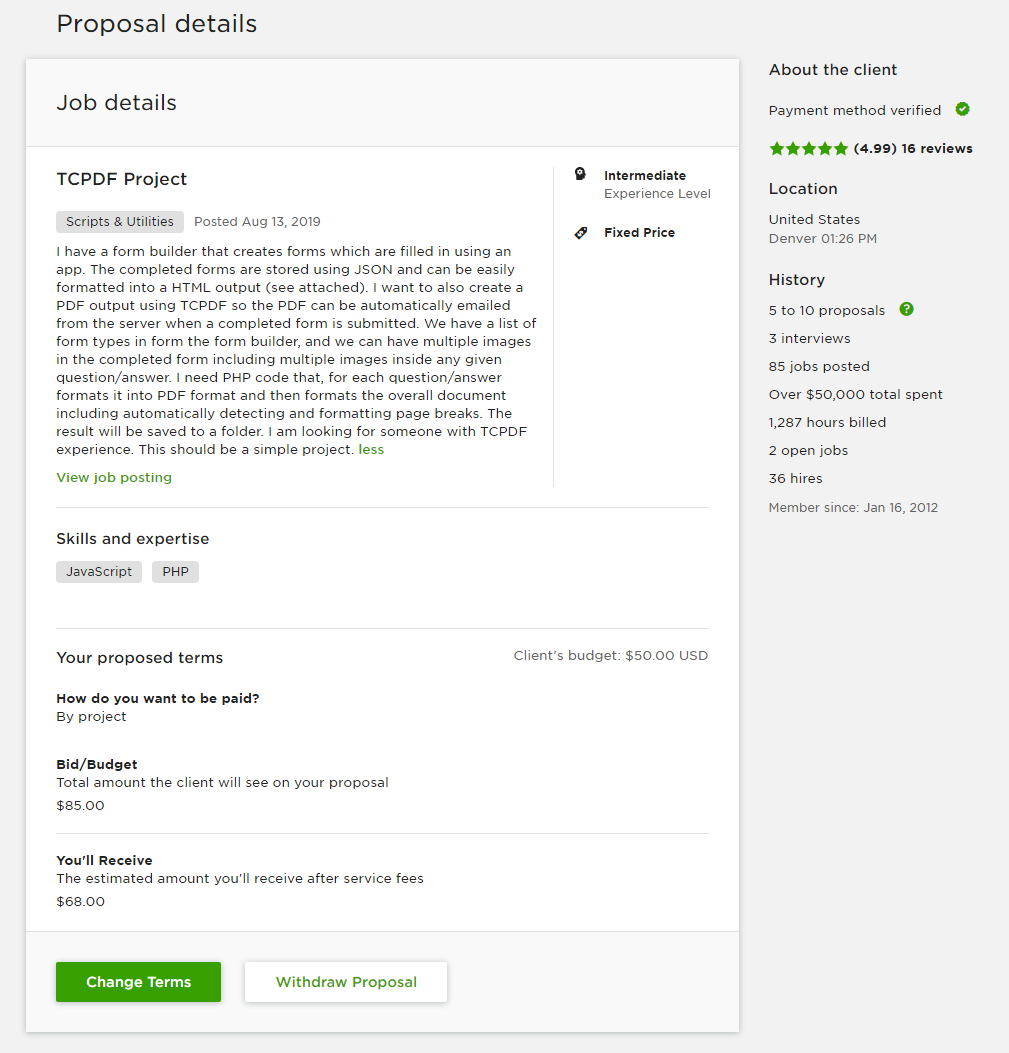 Proposal details
Job details
TCPDF Project
Scripts & Utilities Posted Aug 13, 2019
I have a form builder that creates forms which are filled in using an
app. The completed forms are stored using JSON and can be easily
formatted into a HTML output (see attached). I want to also create a
PDF output using TCPDF so the PDF can be automatically emailed
from the server when a completed form is submitted. We have a list of
form types in form the form builder, and we can have multiple images
in the completed form including multiple images inside any given
question/answer. I need PHP code that, for each question/answer
formats it into PDF format and then formats the overall document
including automatically detecting and formatting page breaks. The
result will be saved to a folder. I am looking for someone with TCPDF
experience. This should be a simple project. less
View job posting
Intermediate
Experience Level
Fixed Price
Skills and expertise
JavaScript PHP
Your proposed terms Client's budget: $50.00 USD
How do you want to be paid?
By project
Bid/Budget
Total amount the client will see on your proposal
$85.00
You'll Receive
The estimated amount you'll receive after service fees
$68.00
Change Terms Withdraw Proposal
About the client
Payment method verified
(4.99) 16 reviews
Location
United States
Denver 01:26 PM
History
5 to 10 proposals ?
3 interviews
85 jobs posted
Over $50,000 total spent
1,287 hours billed
2 open jobs
36 hires
Member since: Jan 16, 2012